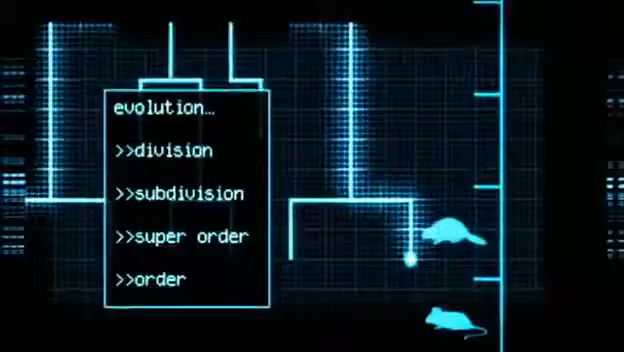 evolution…
>>division
>>subdivision
>>super order
>>order